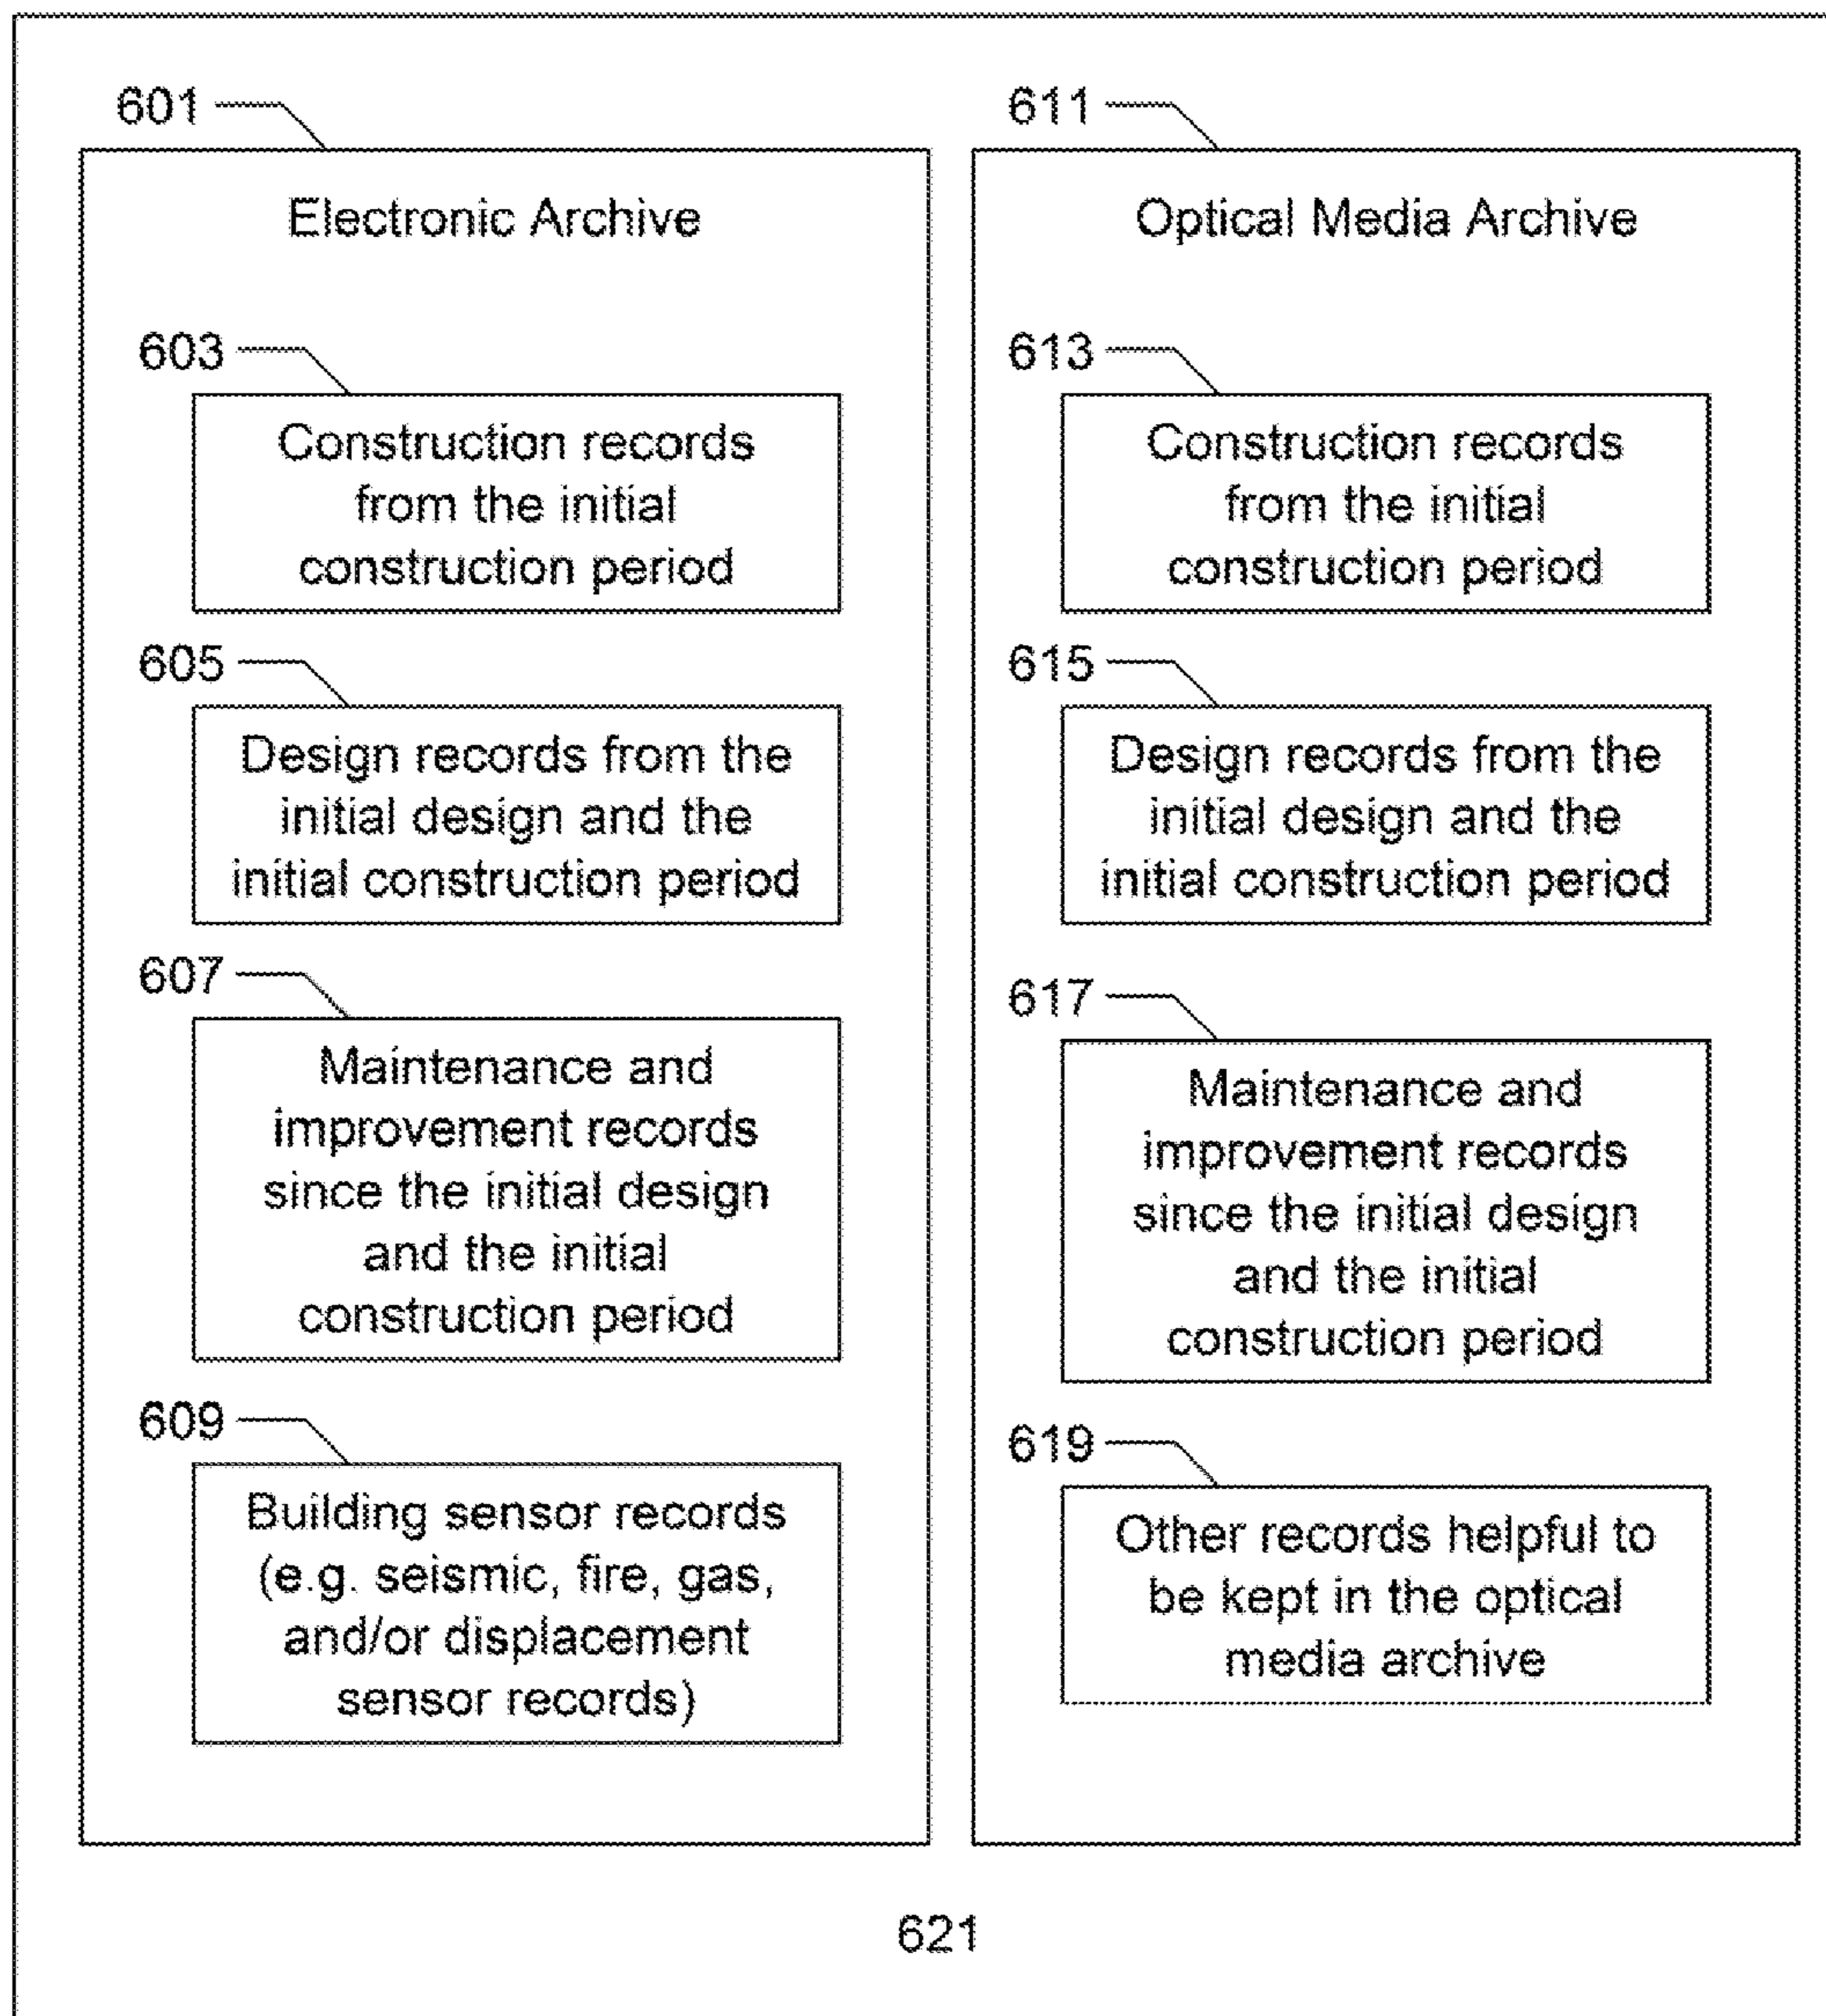 601
Electronic Archive
603
Construction records
from the initial
construction period
605
Design records from the
initial design and the
initial construction period
607
Maintenance and
improvement records
since the initial design
and the initial
construction period
609
Building sensor records
(e.g. seismic, fire, gas,
and/or displacement
sensor records)
611
Optical Media Archive
613
Construction records
from the initial
construction period
615
Design records from the
initial design and the
initial construction period
617
Maintenance and
improvement records
since the initial design
and the initial
construction period
619
Other records helpful to
be kept in the optical
media archive
621